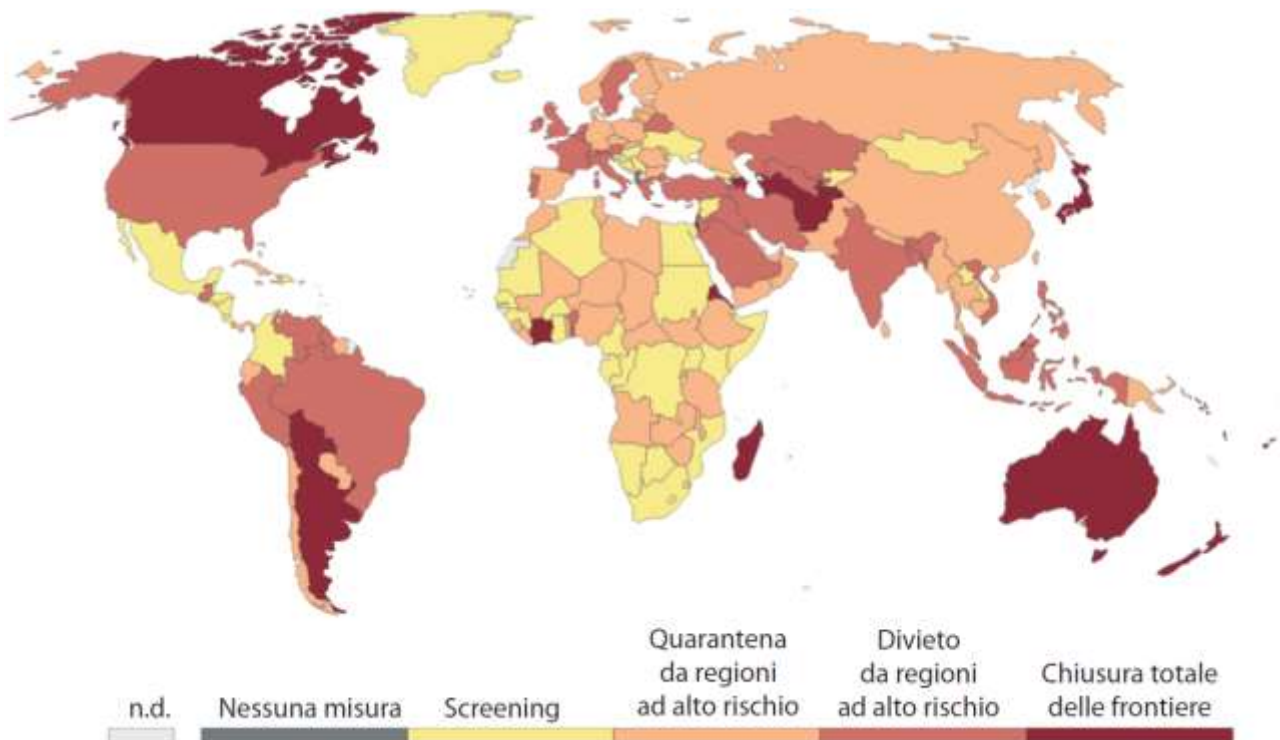 n.d.
Nessuna misura
Screening
Quarantena
da regioni
ad alto rischio
Divieto
da regioni
ad alto rischio
Chiusura totale
delle frontiere